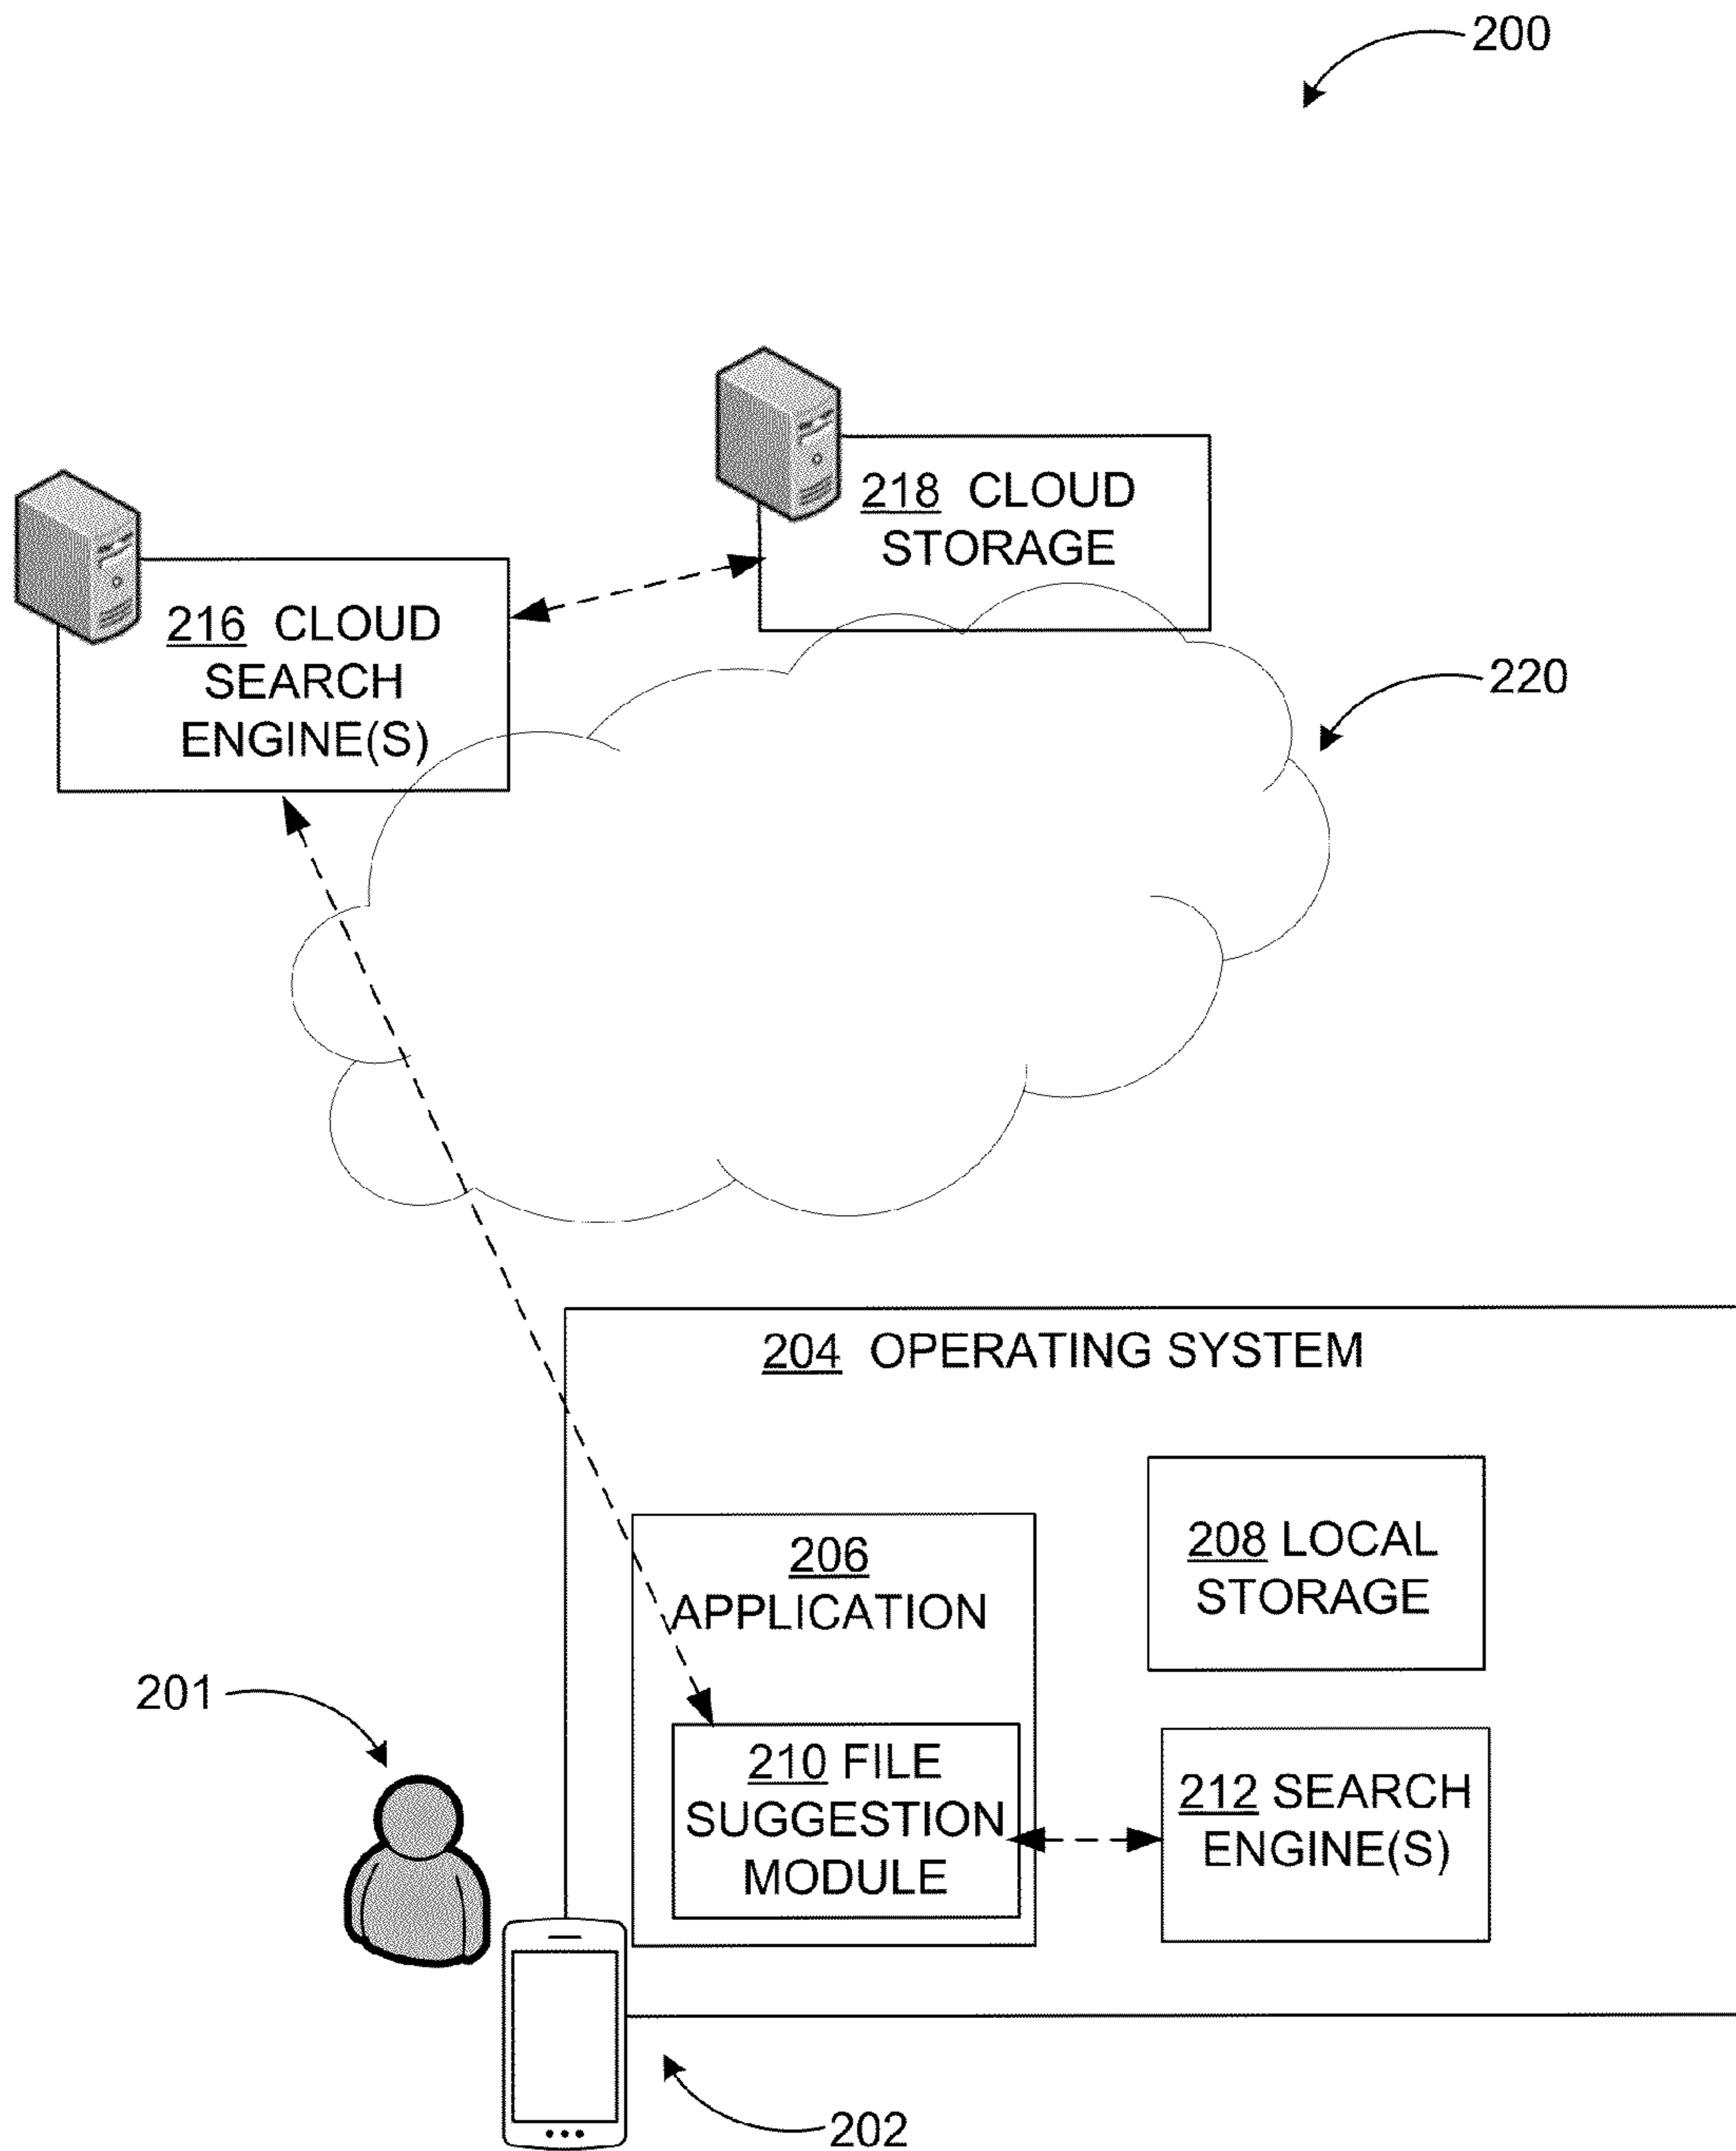 200
218 CLOUD
STORAGE
216 CLOUD
SEARCH
ENGINE(S)
220
204 OPERATING SYSTEM
206
APPLICATION
208 LOCAL
STORAGE
201
210 FILE
SUGGESTION
MODULE
212 SEARCH
ENGINE(S)
202